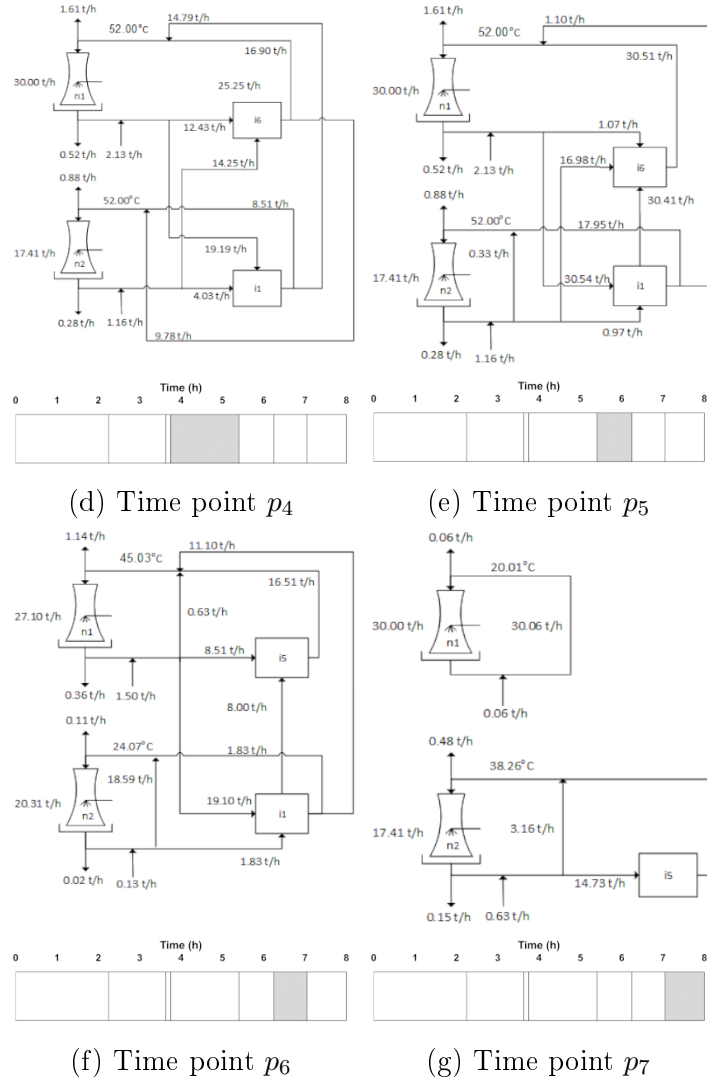 1.61 t/h
14.79 t/h
52.00°C
16.90 t/h
30.00 t/h
25.25 t/h
n1
i6
12.43 t/h
0.52 t/h
2.13 t/h
14.25 t/h
0.88 t/h
52.00°C
8.51 t/h
17.41 t/h
19.19 t/h
n2
i1
4.03 t/h
0.28 t/h
1.16 t/h
9.78 t/h
Time (h)
0 1 2 3 4 5 6 7 8
(d) Time point p4
1.61 t/h
1.10 t/h
52.00°C
30.51 t/h
30.00 t/h
n1
1.07 t/h
0.52 t/h
2.13 t/h
16.98 t/h
i6
0.88 t/h
30.41 t/h
52.00°C
17.95 t/h
17.41 t/h
0.33 t/h
n2
30.54 t/h
i1
0.97 t/h
0.28 t/h
1.16 t/h
Time (h)
0 1 2 3 4 5 6 7 8
(e) Time point p5
1.14 t/h
11.10 t/h
45.03°C
16.51 t/h
27.10 t/h
0.63 t/h
n1
8.51 t/h
i5
0.36 t/h
1.50 t/h
8.00 t/h
0.11 t/h
24.07°C
1.83 t/h
18.59 t/h
20.31 t/h
n2
19.10 t/h
i1
1.83 t/h
0.02 t/h
0.13 t/h
Time (h)
0 1 2 3 4 5 6 7 8
(f) Time point p6
0.06 t/h
20.01°C
30.00 t/h
n1
30.06 t/h
0.06 t/h
0.48 t/h
38.26°C
17.41 t/h
n2
3.16 t/h
14.73 t/h
i5
0.15 t/h
0.63 t/h
Time (h)
0 1 2 3 4 5 6 7 8
(g) Time point p7